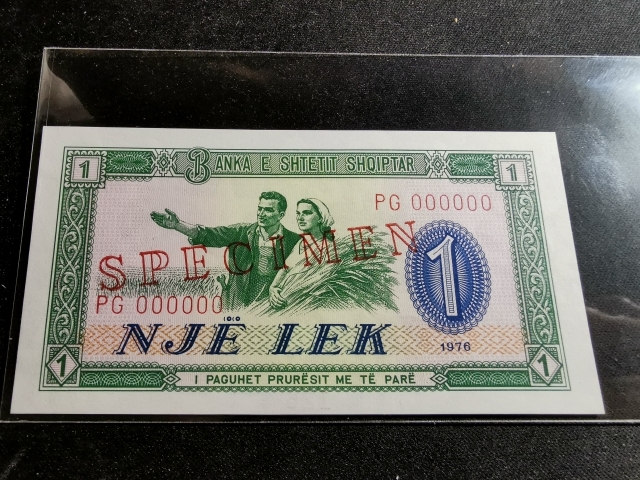 1 BANKA E SHTETIT SHQIPTAR 1
PG 000000
SPECIMEN
1
PG 000000
NJË LEK
1976
1 I PAGUHET PRURËSIT ME TË PARË 1